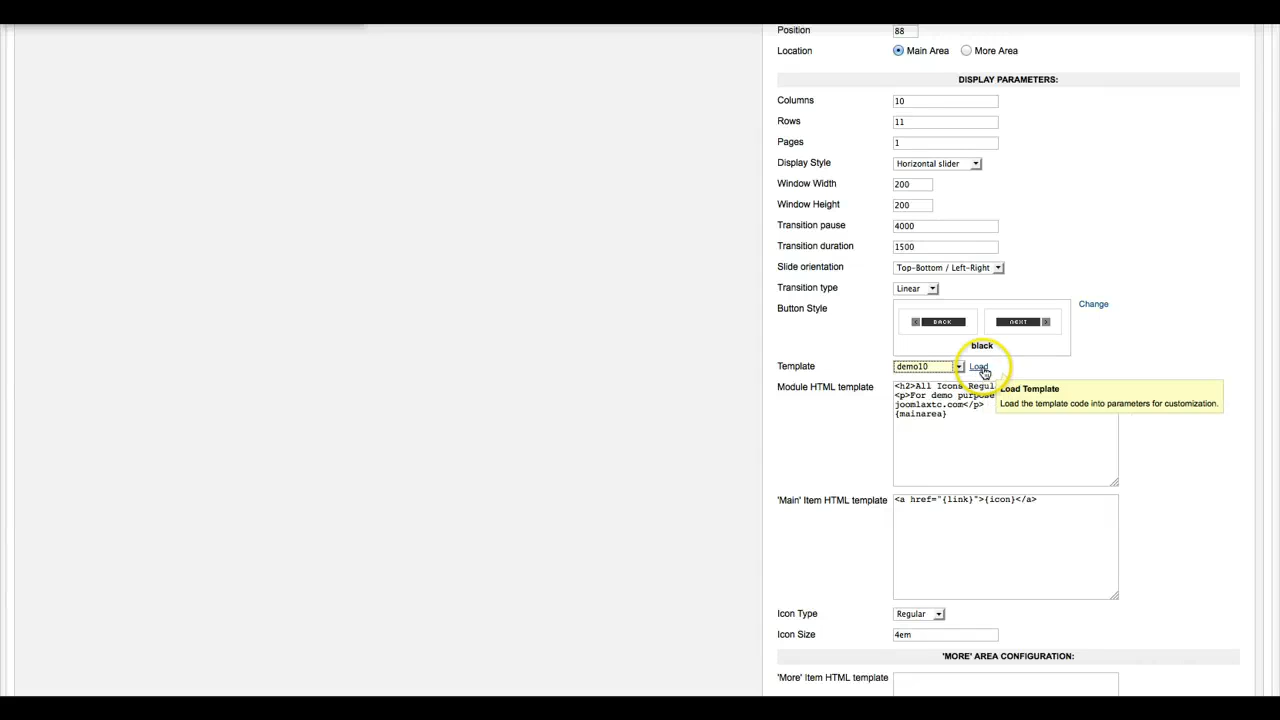 Position 88
Location Main Area More Area
DISPLAY PARAMETERS:
Columns 10
Rows 11
Pages 1
Display Style Horizontal slider
Window Width 200
Window Height 200
Transition pause 4000
Transition duration 1500
Slide orientation Top-Bottom / Left-Right
Transition type Linear
Button Style BACK NEXT Change
black
Template demo10 Load
Module HTML template <h2>All Icons Regul
<p>For demo purpose
joomlaxtc.com</p>
{mainarea}
Load Template
Load the template code into parameters for customization.
'Main' Item HTML template <a href="{link}">{icon}</a>
Icon Type Regular
Icon Size 4em
'MORE' AREA CONFIGURATION:
'More' Item HTML template